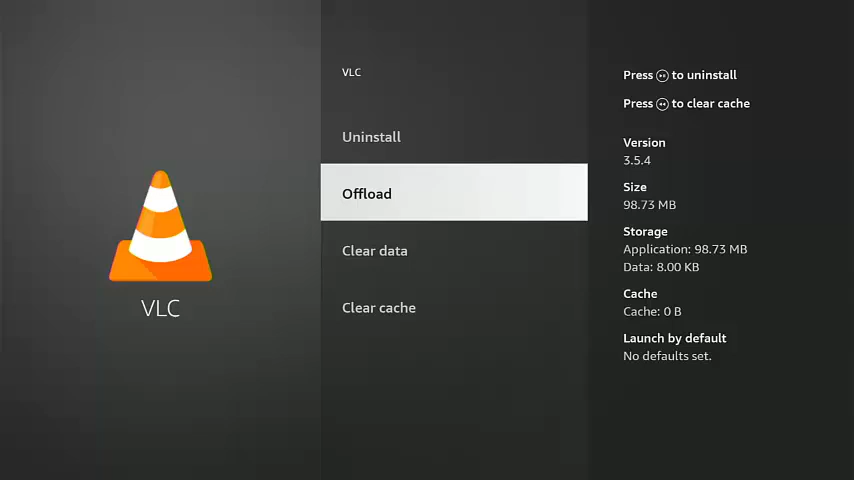 VLC
VLC
Uninstall
Offload
Clear data
Clear cache
Press to uninstall
Press to clear cache
Version
3.5.4
Size
98.73 MB
Storage
Application: 98.73 MB
Data: 8.00 KB
Cache
Cache: 0 B
Launch by default
No defaults set.